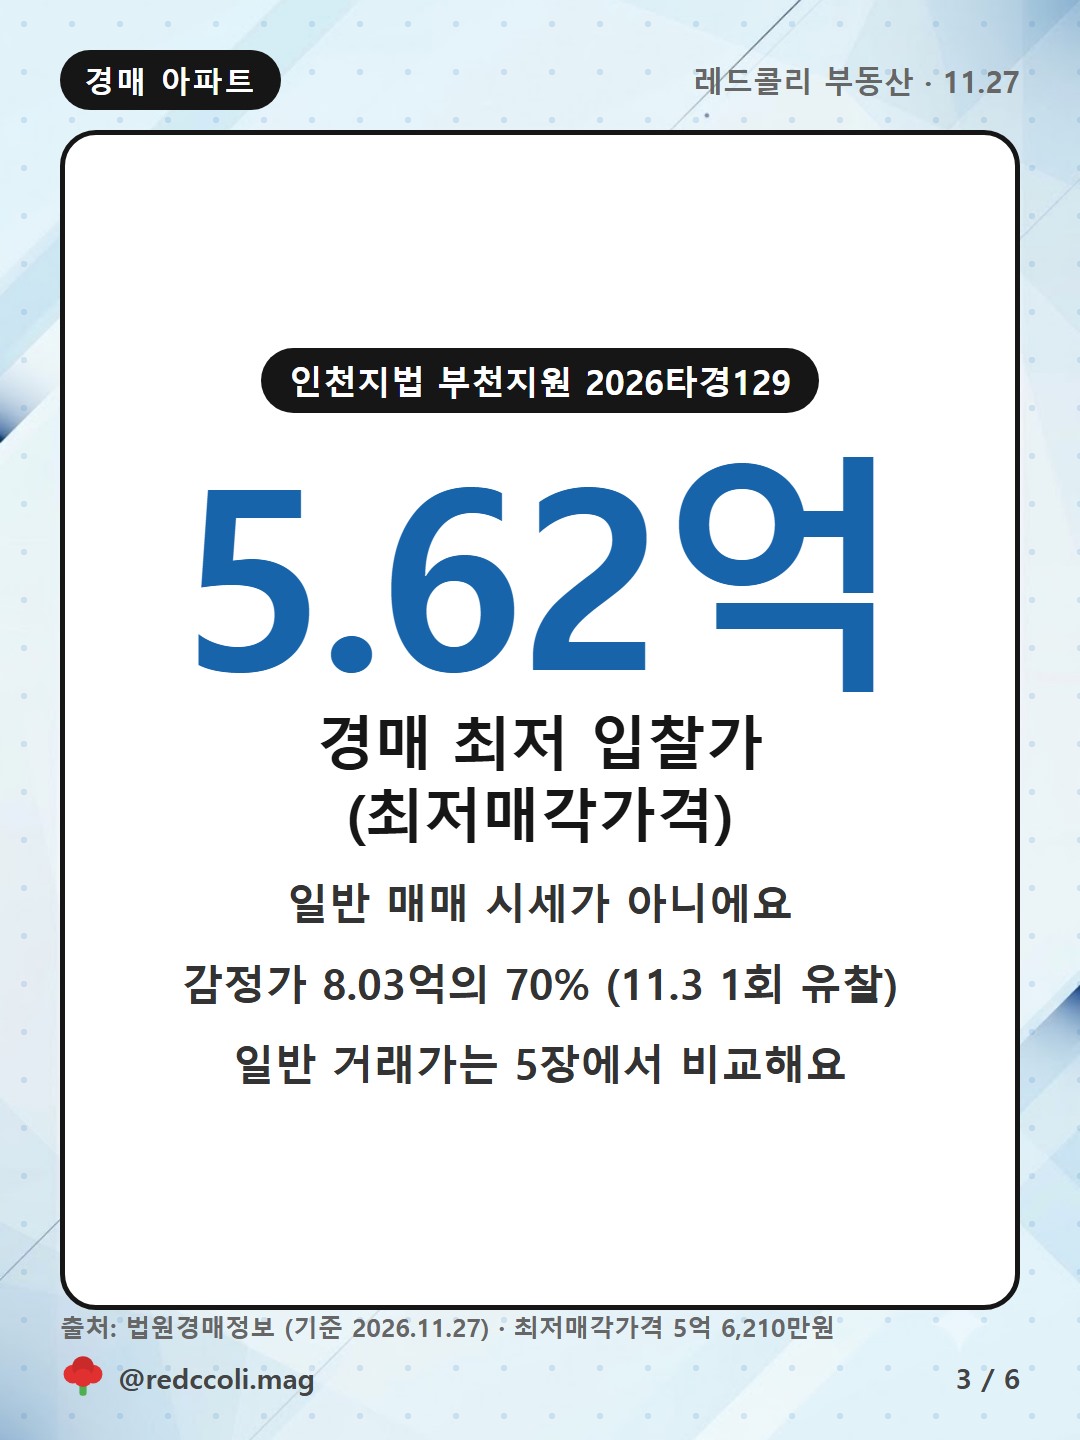 경매 아파트
레드콜리 부동산 · 11.27
인천지법 부천지원 2026타경129
5.62억
경매 최저 입찰가
(최저매각가격)
일반 매매 시세가 아니에요
감정가 8.03억의 70% (11.3 1회 유찰)
일반 거래가는 5장에서 비교해요
출처: 법원경매정보 (기준 2026.11.27) · 최저매각가격 5억 6,210만원
@redccoli.mag
3 / 6